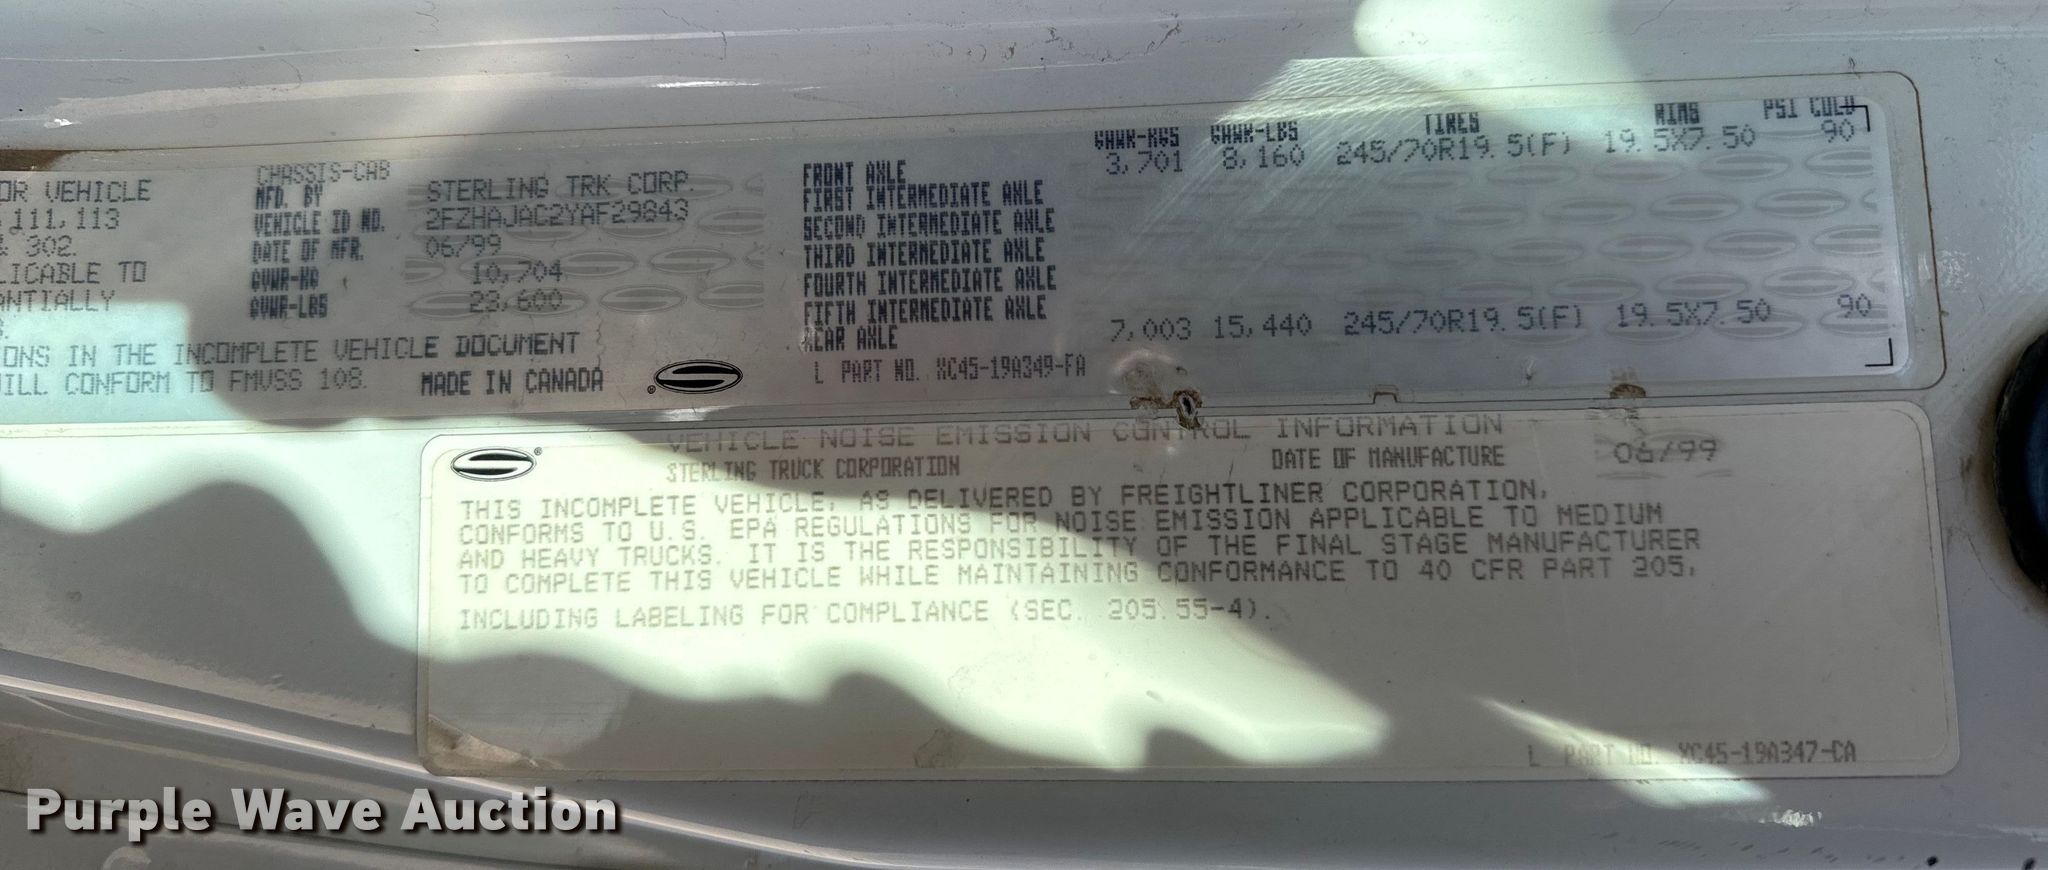 CHASSIS-CAB
OR VEHICLE
111,113
& 302.
LICABLE TO
ANTIALLY
MFD. BY STERLING TRK CORP.
VEHICLE ID NO. 2FZHAJAC2YAF29843
DATE OF MFR. 06/99
GVWR-KG 10,704
GVWR-LBS 23,600
ONS IN THE INCOMPLETE VEHICLE DOCUMENT
ILL CONFORM TO FMVSS 108. MADE IN CANADA ®
GAWR-KGS GAWR-LBS TIRES RIMS PSI COLD
FRONT AXLE 3,701 8,160 245/70R19.5(F) 19.5X7.50 90
FIRST INTERMEDIATE AXLE
SECOND INTERMEDIATE AXLE
THIRD INTERMEDIATE AXLE
FOURTH INTERMEDIATE AXLE
FIFTH INTERMEDIATE AXLE
REAR AXLE 7,003 15,440 245/70R19.5(F) 19.5X7.50 90
L PART NO. XC45-19A349-FA
VEHICLE NOISE EMISSION CONTROL INFORMATION
STERLING TRUCK CORPORATION DATE OF MANUFACTURE 06/99
THIS INCOMPLETE VEHICLE, AS DELIVERED BY FREIGHTLINER CORPORATION,
CONFORMS TO U.S. EPA REGULATIONS FOR NOISE EMISSION APPLICABLE TO MEDIUM
AND HEAVY TRUCKS. IT IS THE RESPONSIBILITY OF THE FINAL STAGE MANUFACTURER
TO COMPLETE THIS VEHICLE WHILE MAINTAINING CONFORMANCE TO 40 CFR PART 205,
INCLUDING LABELING FOR COMPLIANCE (SEC. 205.55-4).
L PART NO. XC45-19A347-CA
Purple Wave Auction